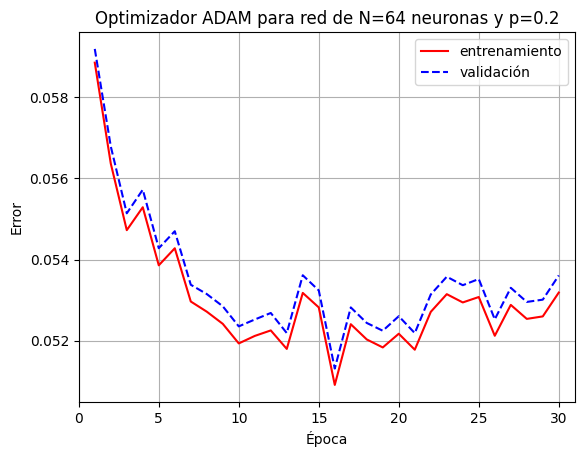 Optimizador ADAM para red de N=64 neuronas y p=0.2
entrenamiento
validación
0.058
0.056
0.054
0.052
Error
0 5 10 15 20 25 30
Época